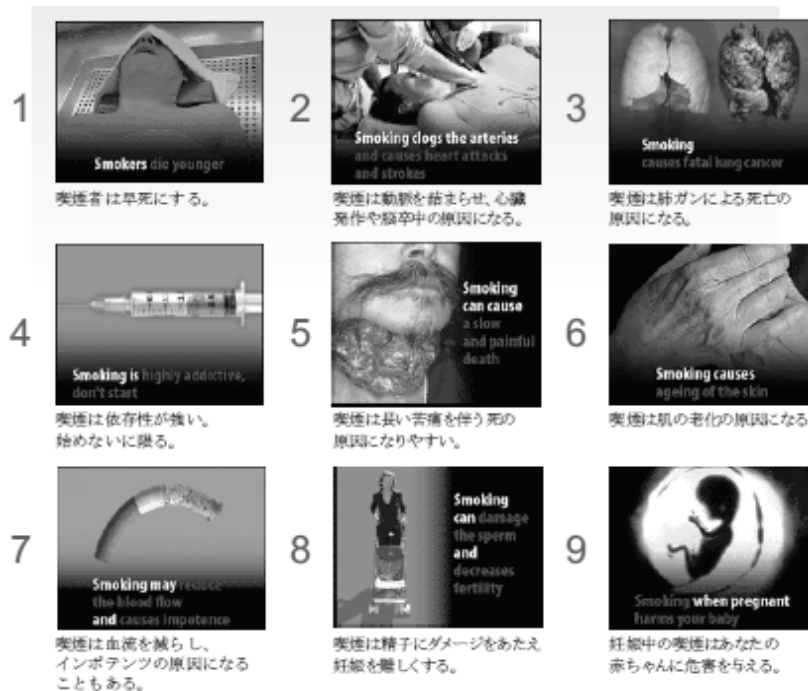 1
Smokers die younger
喫煙者は早死にする。
2
Smoking clogs the arteries
and causes heart attacks
and strokes
喫煙は動脈を詰まらせ、心臓
発作や脳卒中の原因になる。
3
Smoking
causes fatal lung cancer
喫煙は肺ガンによる死亡の
原因になる。
4
Smoking is highly addictive,
don't start
喫煙は依存性が強い。
始めないに限る。
5
Smoking
can cause
a slow
and painful
death
喫煙は長い苦痛を伴う死の
原因になりやすい。
6
Smoking causes
ageing of the skin
喫煙は肌の老化の原因になる
7
Smoking may reduce
the blood flow
and causes impotence
喫煙は血流を減らし、
インポテンツの原因になる
こともある。
8
Smoking
can damage
the sperm
and
decreases
fertility
喫煙は精子にダメージをあたえ
妊娠を難しくする。
9
Smoking when pregnant
harms your baby
妊娠中の喫煙はあなたの
赤ちゃんに危害を与える。